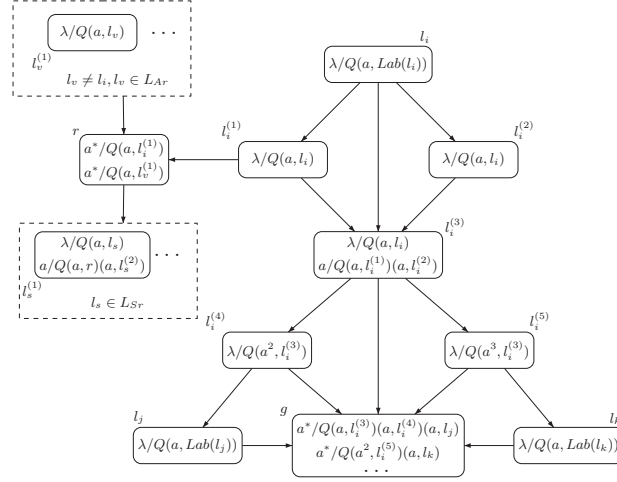 λ/Q(a, l_v) · · ·
l_v^{(1)}
l_v ≠ l_i, l_v ∈ L_{Ar}
l_i
λ/Q(a, Lab(l_i))
r
a*/Q(a, l_i^{(1)})
a*/Q(a, l_v^{(1)})
l_i^{(1)}
λ/Q(a, l_i)
l_i^{(2)}
λ/Q(a, l_i)
λ/Q(a, l_s)
a/Q(a, r)(a, l_s^{(2)}) · · ·
l_s^{(1)}
l_s ∈ L_{Sr}
l_i^{(3)}
λ/Q(a, l_i)
a/Q(a, l_i^{(1)})(a, l_i^{(2)})
l_i^{(4)}
λ/Q(a^2, l_i^{(3)})
l_i^{(5)}
λ/Q(a^3, l_i^{(3)})
l_j
λ/Q(a, Lab(l_j))
g
a*/Q(a, l_i^{(3)})(a, l_i^{(4)})(a, l_j)
a*/Q(a^2, l_i^{(5)})(a, l_k)
· · ·
l_k
λ/Q(a, Lab(l_k))